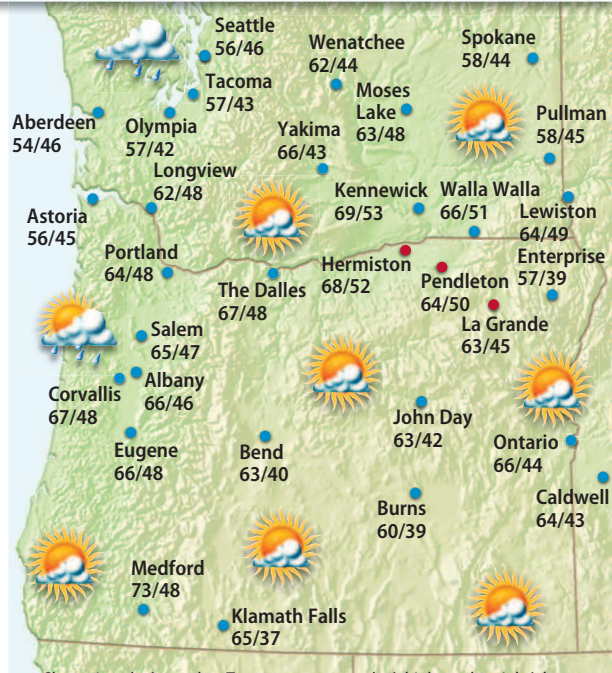 Seattle
56/46
Wenatchee
62/44
Spokane
58/44
Tacoma
57/43
Moses
Lake
63/48
Pullman
58/45
Aberdeen
54/46
Olympia
57/42
Yakima
66/43
Longview
62/48
Kennewick
69/53
Walla Walla
66/51
Lewiston
64/49
Astoria
56/45
Portland
64/48
The Dalles
67/48
Hermiston
68/52
Pendleton
64/50
Enterprise
57/39
La Grande
63/45
Salem
65/47
Albany
66/46
Corvallis
67/48
John Day
63/42
Eugene
66/48
Bend
63/40
Ontario
66/44
Burns
60/39
Caldwell
64/43
Medford
73/48
Klamath Falls
65/37